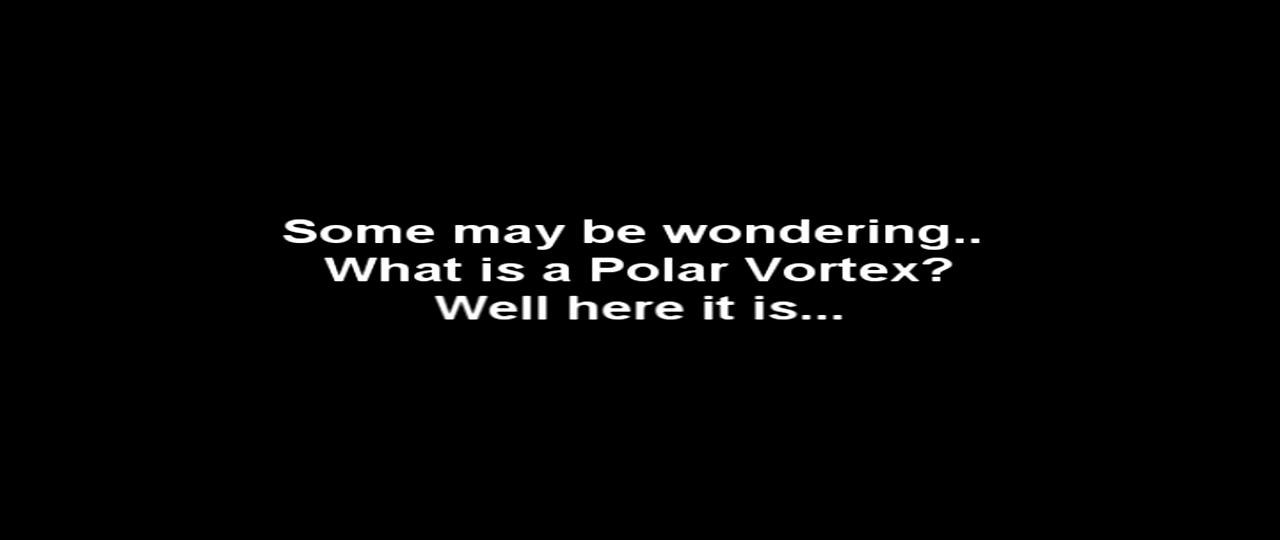 Some may be wondering..
What is a Polar Vortex?
Well here it is...